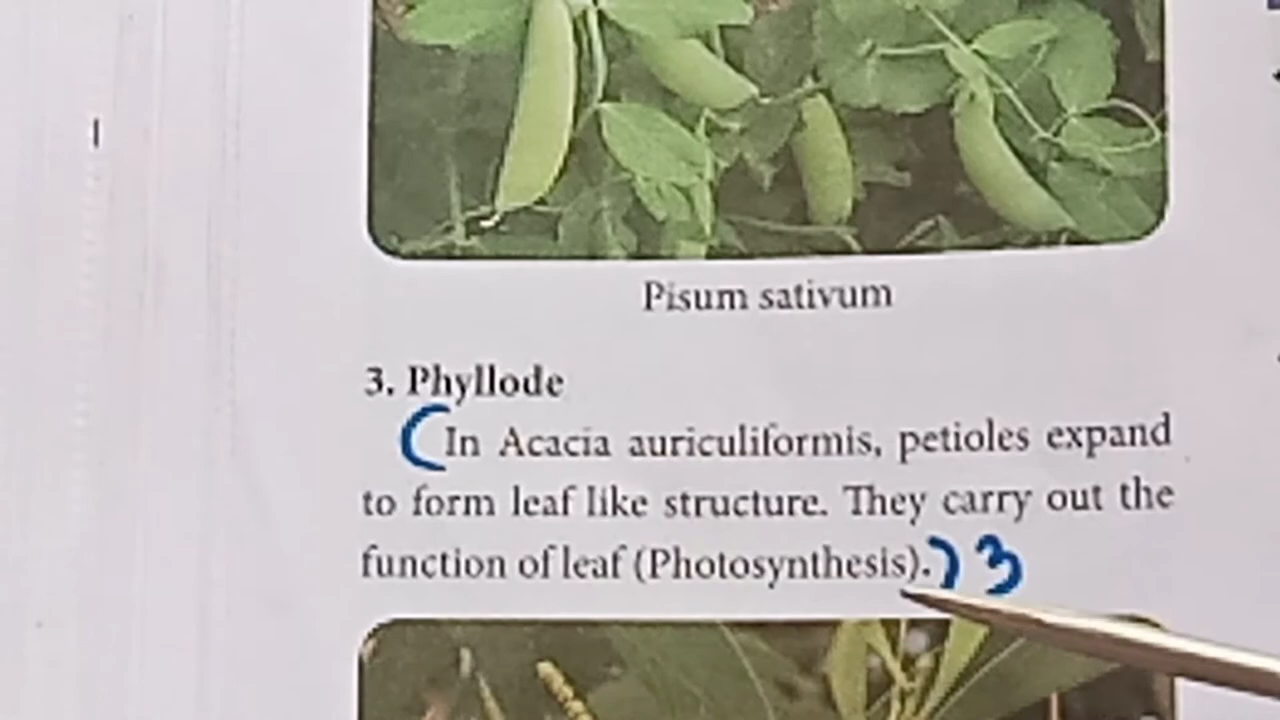 Pisum sativum
3. Phyllode
(In Acacia auriculiformis, petioles expand
to form leaf like structure. They carry out the
function of leaf (Photosynthesis).) 3